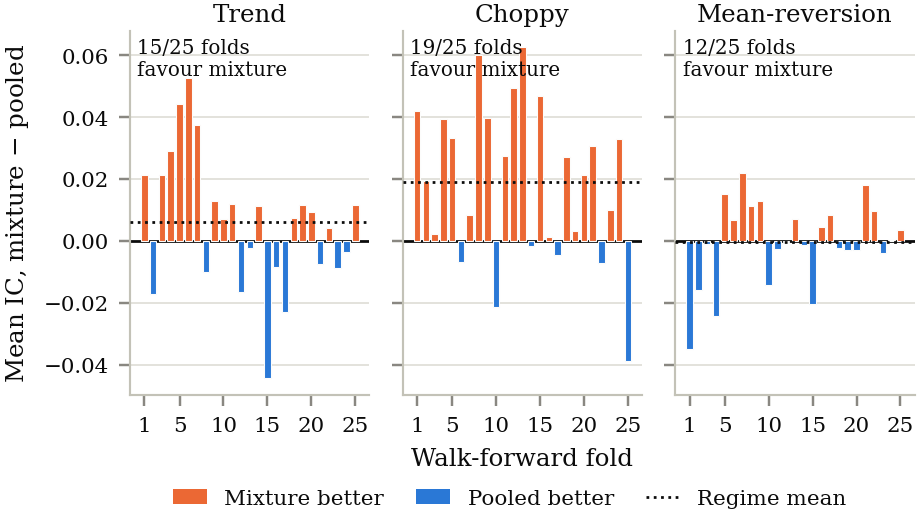 Trend
Choppy
Mean-reversion
Mean IC, mixture − pooled
0.06
0.04
0.02
0.00
−0.02
−0.04
15/25 folds
favour mixture
19/25 folds
favour mixture
12/25 folds
favour mixture
1 5 10 15 20 25
1 5 10 15 20 25
1 5 10 15 20 25
Walk-forward fold
Mixture better
Pooled better
Regime mean